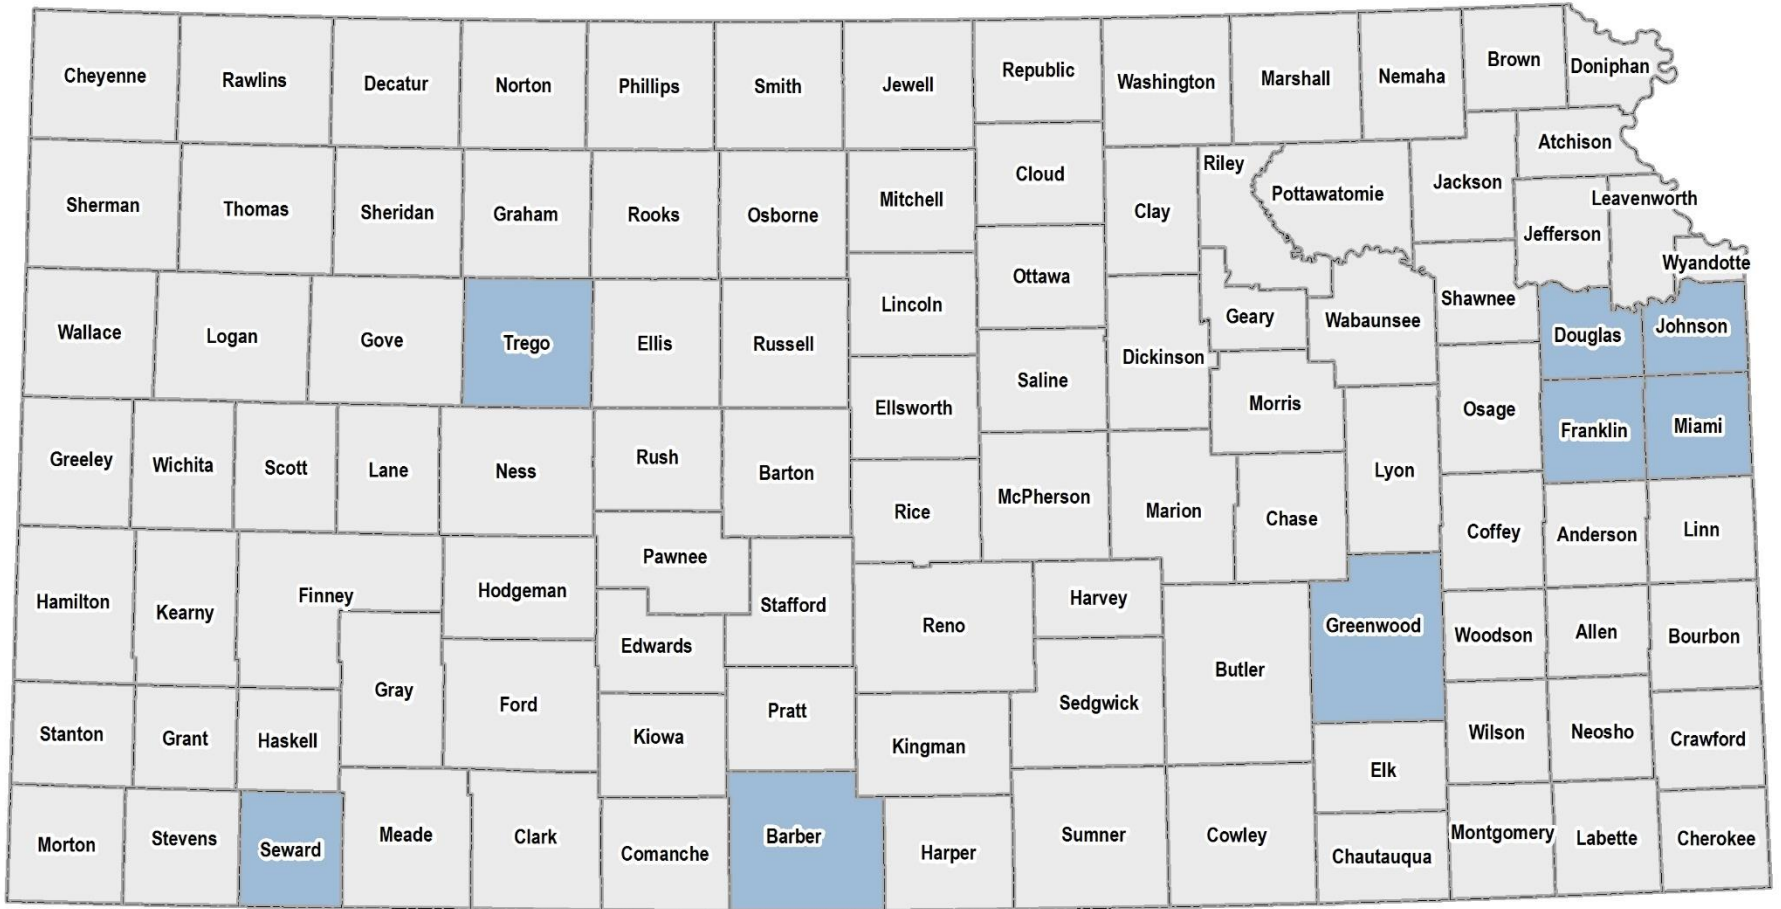 Cheyenne
Rawlins
Decatur
Norton
Phillips
Smith
Jewell
Republic
Washington
Marshall
Nemaha
Brown
Doniphan
Atchison
Sherman
Thomas
Sheridan
Graham
Rooks
Osborne
Mitchell
Cloud
Clay
Riley
Pottawatomie
Jackson
Leavenworth
Jefferson
Wyandotte
Wallace
Logan
Gove
Trego
Ellis
Russell
Lincoln
Ottawa
Geary
Wabaunsee
Shawnee
Douglas
Johnson
Dickinson
Saline
Ellsworth
Morris
Osage
Franklin
Miami
Greeley
Wichita
Scott
Lane
Ness
Rush
Barton
Rice
McPherson
Marion
Chase
Lyon
Coffey
Anderson
Linn
Hamilton
Kearny
Finney
Hodgeman
Pawnee
Stafford
Edwards
Reno
Harvey
Butler
Greenwood
Woodson
Allen
Bourbon
Gray
Ford
Stanton
Grant
Haskell
Kiowa
Pratt
Kingman
Sedgwick
Elk
Wilson
Neosho
Crawford
Morton
Stevens
Seward
Meade
Clark
Comanche
Barber
Harper
Sumner
Cowley
Chautauqua
Montgomery
Labette
Cherokee